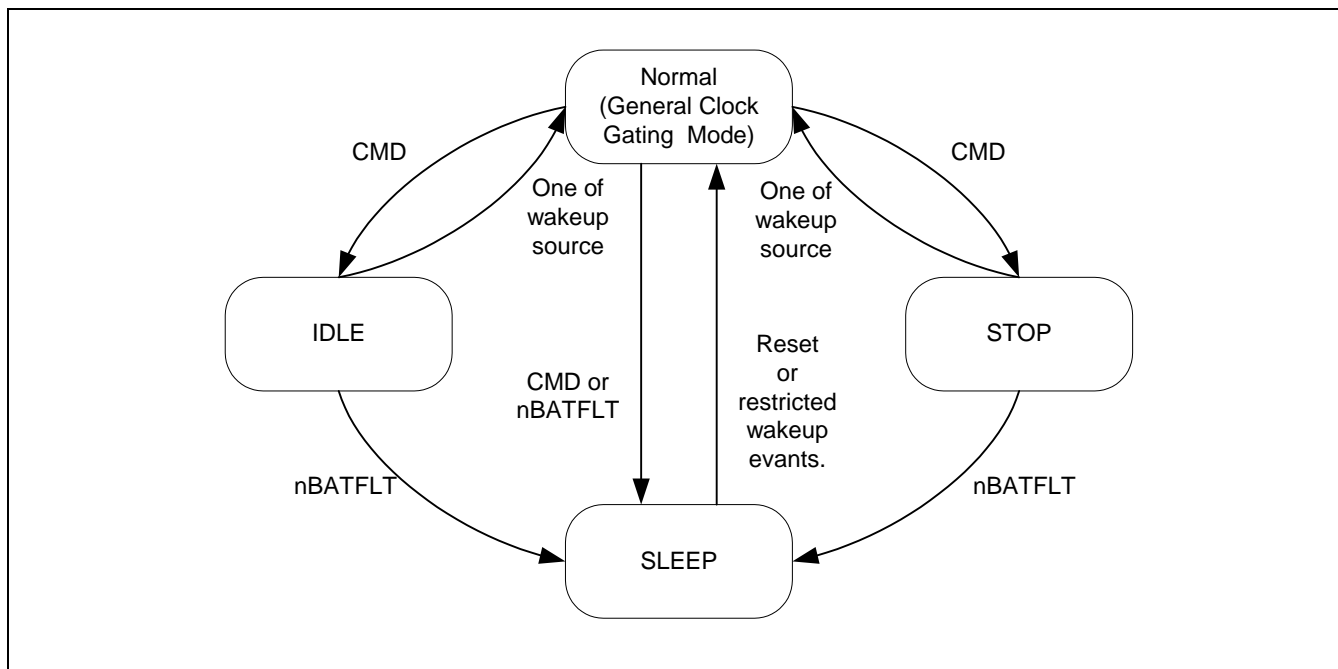 Normal
(General Clock
Gating Mode)
CMD
CMD
One of
wakeup
source
One of
wakeup
source
IDLE
STOP
CMD or
nBATFLT
Reset
or
restricted
wakeup
evants.
nBATFLT
nBATFLT
SLEEP